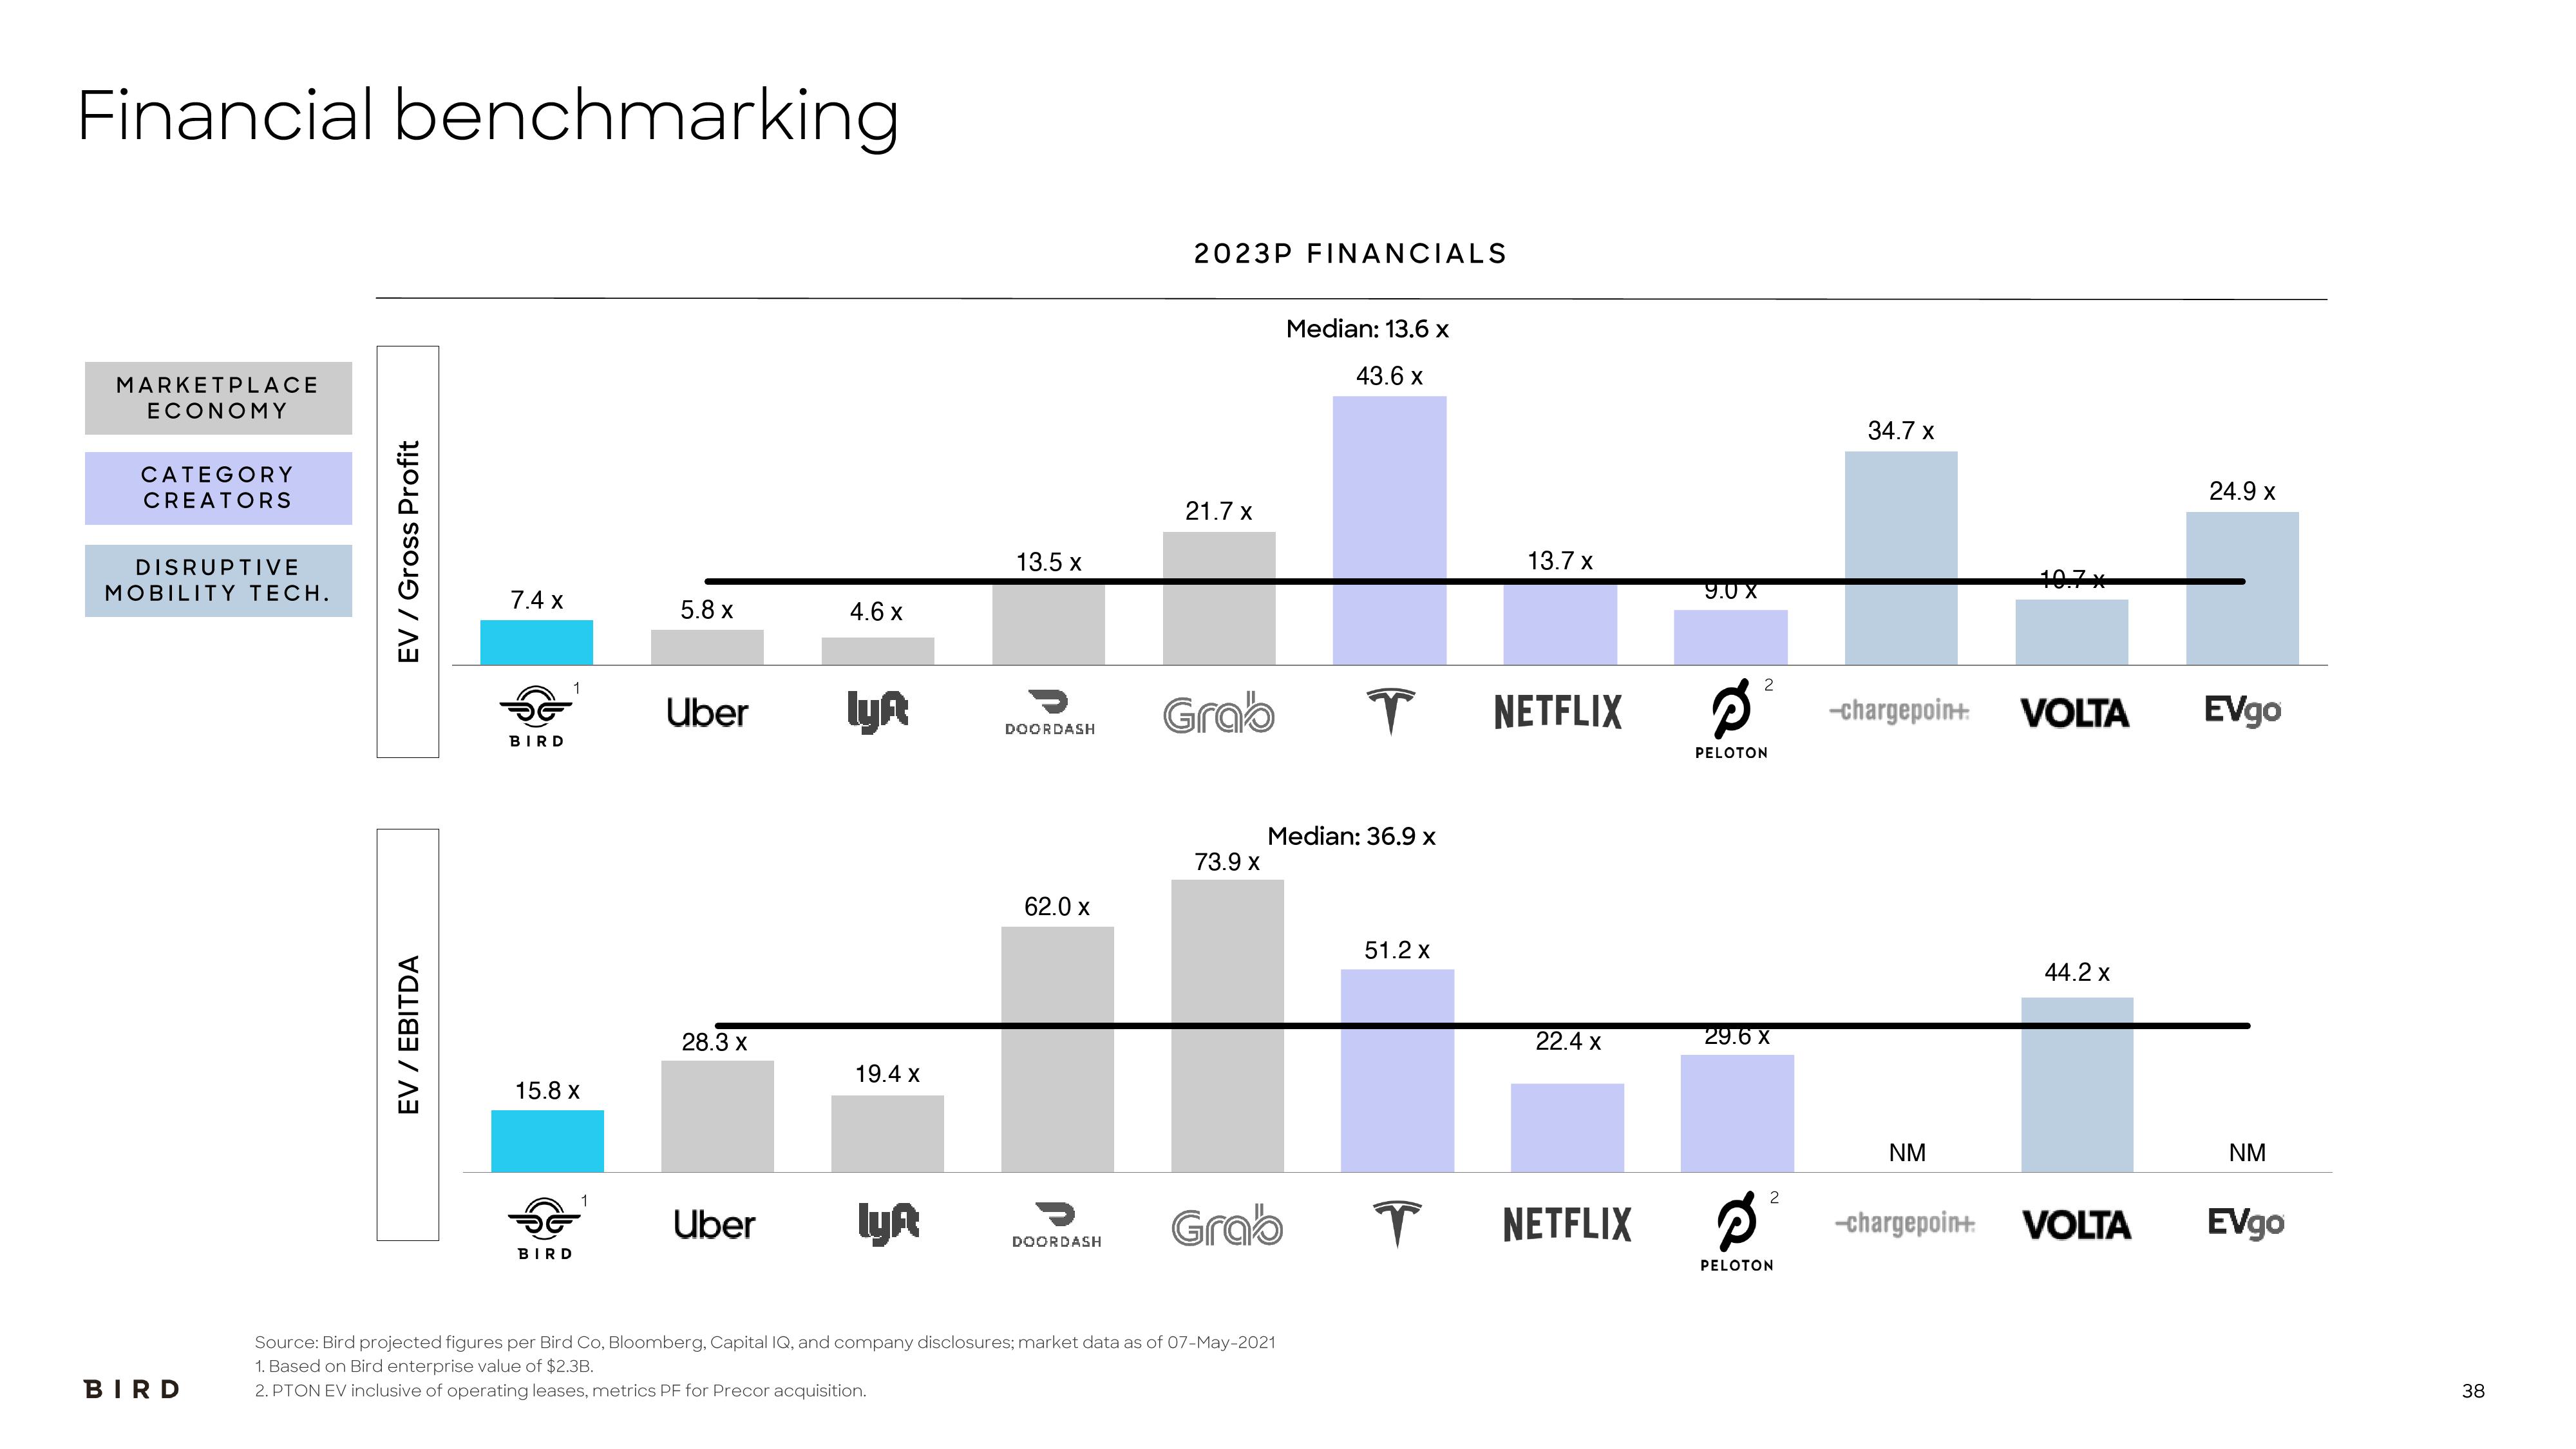 Financial benchmarking
2023P FINANCIALS
MARKETPLACE
ECONOMY
CATEGORY
CREATORS
DISRUPTIVE
MOBILITY TECH.
EV / Gross Profit
Median: 13.6 x
7.4 x
5.8 x
4.6 x
13.5 x
21.7 x
43.6 x
13.7 x
9.0 x
34.7 x
10.7 x
24.9 x
BIRD
1
Uber
lyft
DOORDASH
Grab
NETFLIX
PELOTON
2
-chargepoin+
VOLTA
EVgo
EV / EBITDA
Median: 36.9 x
15.8 x
28.3 x
19.4 x
62.0 x
73.9 x
51.2 x
22.4 x
29.6 x
NM
44.2 x
NM
BIRD
1
Uber
lyft
DOORDASH
Grab
NETFLIX
PELOTON
2
-chargepoin+
VOLTA
EVgo
Source: Bird projected figures per Bird Co, Bloomberg, Capital IQ, and company disclosures; market data as of 07-May-2021
1. Based on Bird enterprise value of $2.3B.
2. PTON EV inclusive of operating leases, metrics PF for Precor acquisition.
BIRD
38